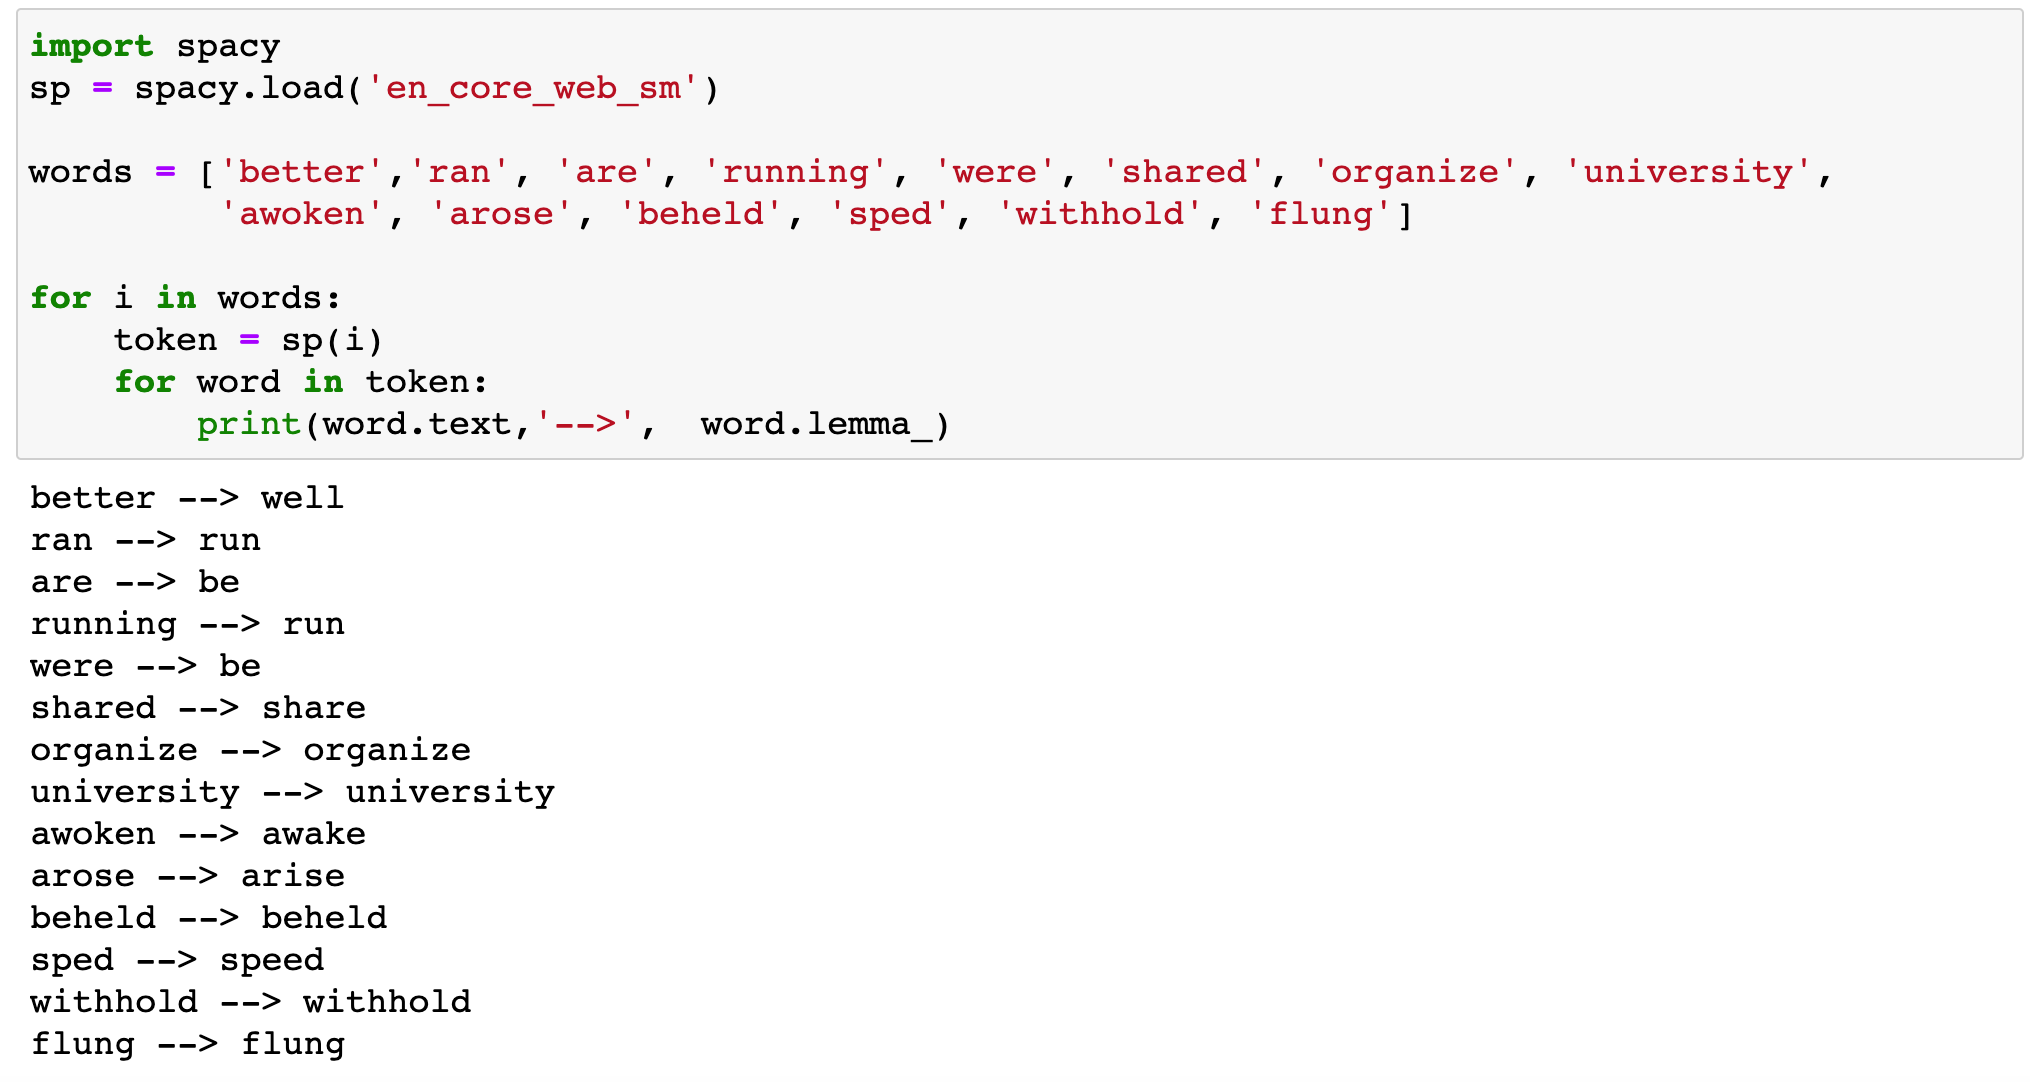 import spacy
sp = spacy.load('en_core_web_sm')
words = ['better','ran', 'are', 'running', 'were', 'shared', 'organize', 'university',
         'awoken', 'arose', 'beheld', 'sped', 'withhold', 'flung']
for i in words:
    token = sp(i)
    for word in token:
        print(word.text,'-->',  word.lemma_)
better --> well
ran --> run
are --> be
running --> run
were --> be
shared --> share
organize --> organize
university --> university
awoken --> awake
arose --> arise
beheld --> beheld
sped --> speed
withhold --> withhold
flung --> flung